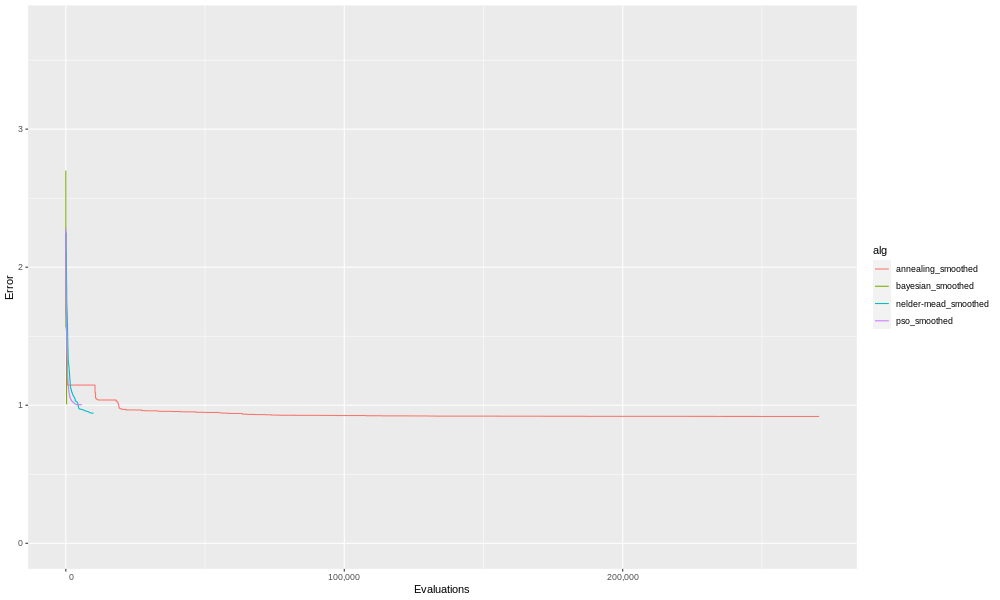 3
2
1
0
Error
0
100,000
200,000
Evaluations
alg
annealing_smoothed
bayesian_smoothed
nelder-mead_smoothed
pso_smoothed